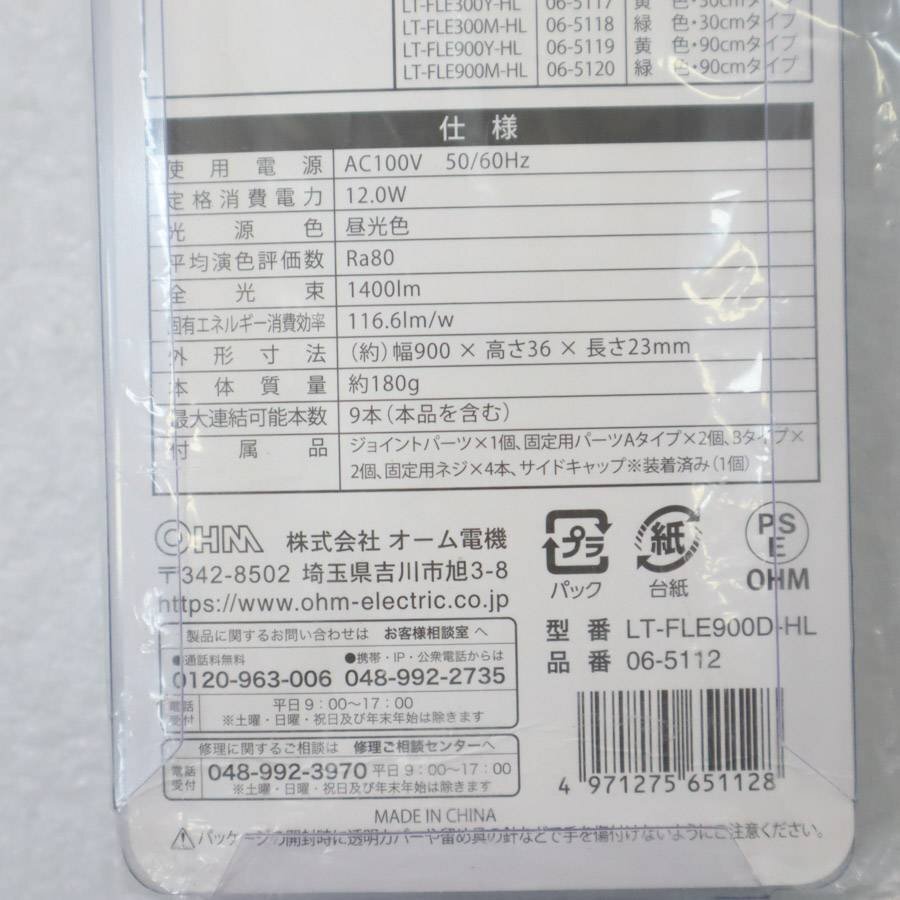 LT-FLE300Y-HL 06-5117 黄 色・30cmタイプ
LT-FLE300M-HL 06-5118 緑 色・30cmタイプ
LT-FLE900Y-HL 06-5119 黄 色・90cmタイプ
LT-FLE900M-HL 06-5120 緑 色・90cmタイプ
仕様
使用電源 AC100V 50/60Hz
定格消費電力 12.0W
光源色 昼光色
平均演色評価数 Ra80
全光束 1400lm
固有エネルギー消費効率 116.6lm/w
外形寸法 (約)幅900 × 高さ36 × 長さ23mm
本体質量 約180g
最大連結可能本数 9本(本品を含む)
付属品 ジョイントパーツ×1個、固定用パーツAタイプ×2個、Bタイプ×
2個、固定用ネジ×4本、サイドキャップ※装着済み(1個)
OHM 株式会社 オーム電機
〒342-8502 埼玉県吉川市旭3-8
https://www.ohm-electric.co.jp
製品に関するお問い合わせは お客様相談室へ
●通話料無料 ●携帯・IP・公衆電話からは
0120-963-006 048-992-2735
電話受付 平日9:00〜17:00
※土曜・日曜・祝日及び年末年始は除きます
修理に関するご相談は 修理ご相談センターへ
電話受付 048-992-3970 平日9:00〜17:00
※土曜・日曜・祝日及び年末年始は除きます
プラ
パック
紙
台紙
PS
E
OHM
型番 LT-FLE900D-HL
品番 06-5112
4 971275 651128
MADE IN CHINA
⚠パッケージの開封時に透明カバーや留め具の針などで手を傷付けないようにご注意ください。